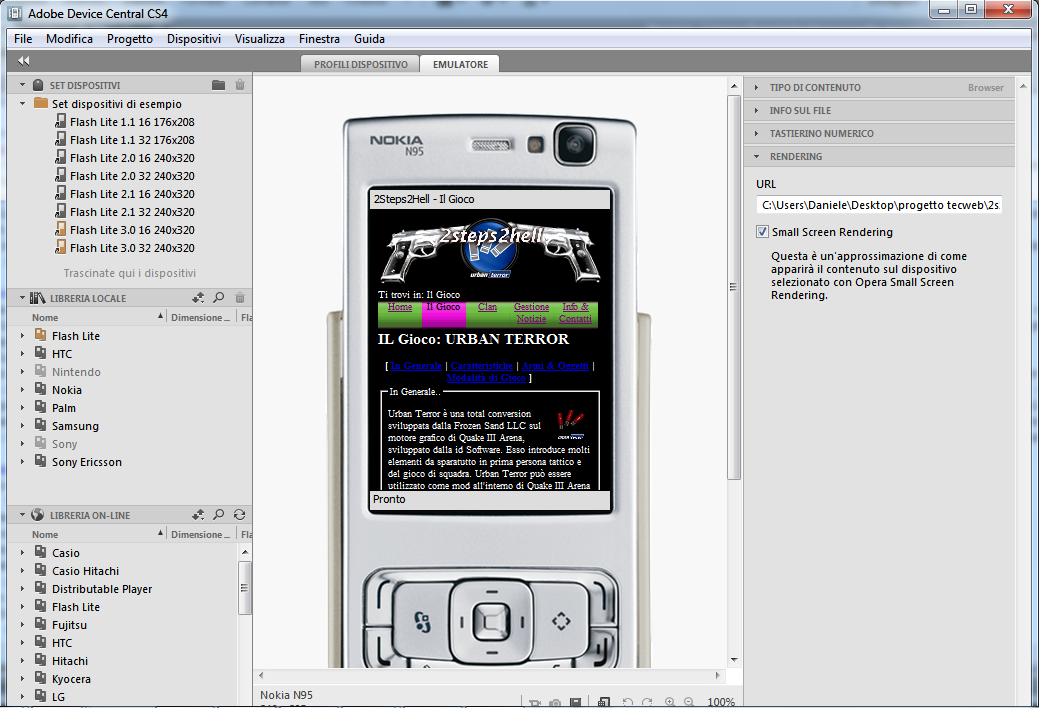 Adobe Device Central CS4
File Modifica Progetto Dispositivi Visualizza Finestra Guida
PROFILI DISPOSITIVO EMULATORE
SET DISPOSITIVI
Set dispositivi di esempio
Flash Lite 1.1 16 176x208
Flash Lite 1.1 32 176x208
Flash Lite 2.0 16 240x320
Flash Lite 2.0 32 240x320
Flash Lite 2.1 16 240x320
Flash Lite 2.1 32 240x320
Flash Lite 3.0 16 240x320
Flash Lite 3.0 32 240x320
Trascinate qui i dispositivi
LIBRERIA LOCALE
Nome Dimensione... Fla
Flash Lite
HTC
Nintendo
Nokia
Palm
Samsung
Sony
Sony Ericsson
LIBRERIA ON-LINE
Nome Dimensione... Fla
Casio
Casio Hitachi
Distributable Player
Flash Lite
Fujitsu
HTC
Hitachi
Kyocera
LG
NOKIA
N95
2Steps2Hell - Il Gioco
2steps2hell
urban terror
Ti trovi in: Il Gioco
Home Il Gioco Clan Gestione Info &
Notizie Contatti
IL Gioco: URBAN TERROR
[ In Generale | Caratteristiche | Armi & Oggetti |
Modalità di Gioco ]
In Generale..
Urban Terror è una total conversion
sviluppata dalla Frozen Sand LLC sul
motore grafico di Quake III Arena,
sviluppato dalla id Software. Esso introduce molti
elementi da sparatutto in prima persona tattico e
del gioco di squadra. Urban Terror può essere
utilizzato come mod all'interno di Quake III Arena
Pronto
Nokia N95
100%
TIPO DI CONTENUTO Browser
INFO SUL FILE
TASTIERINO NUMERICO
RENDERING
URL
C:\Users\Daniele\Desktop\progetto tecweb\2s
Small Screen Rendering
Questa è un'approssimazione di come
apparirà il contenuto sul dispositivo
selezionato con Opera Small Screen
Rendering.